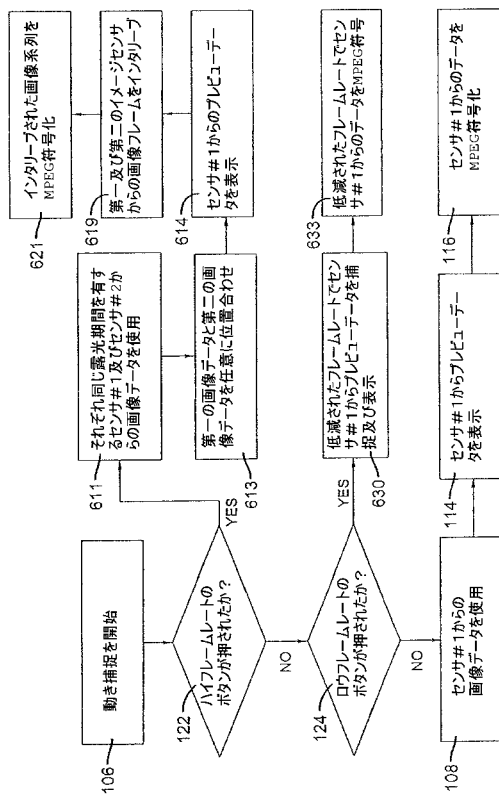 動き捕捉を開始
106
ハイフレームレートの
ボタンが押されたか?
122
YES
NO
それぞれ同じ露光期間を有す
るセンサ#1及びセンサ#2か
らの画像データを使用
611
第一の画像データと第二の画
像データを任意に位置合わせ
613
センサ#1からのプレビューデー
タを表示
614
第一及び第二のイメージセンサ
からの画像フレームをインタリーブ
619
インタリーブされた画像系列を
MPEG符号化
621
ロウフレームレートの
ボタンが押されたか?
124
YES
NO
低減されたフレームレートでセン
サ#1からプレビューデータを捕
捉及び表示
630
低減されたフレームレートでセン
サ#1からのデータをMPEG符号
633
センサ#1からの
画像データを使用
108
センサ#1からプレビューデー
タを表示
114
センサ#1からのデータを
MPEG符号化
116